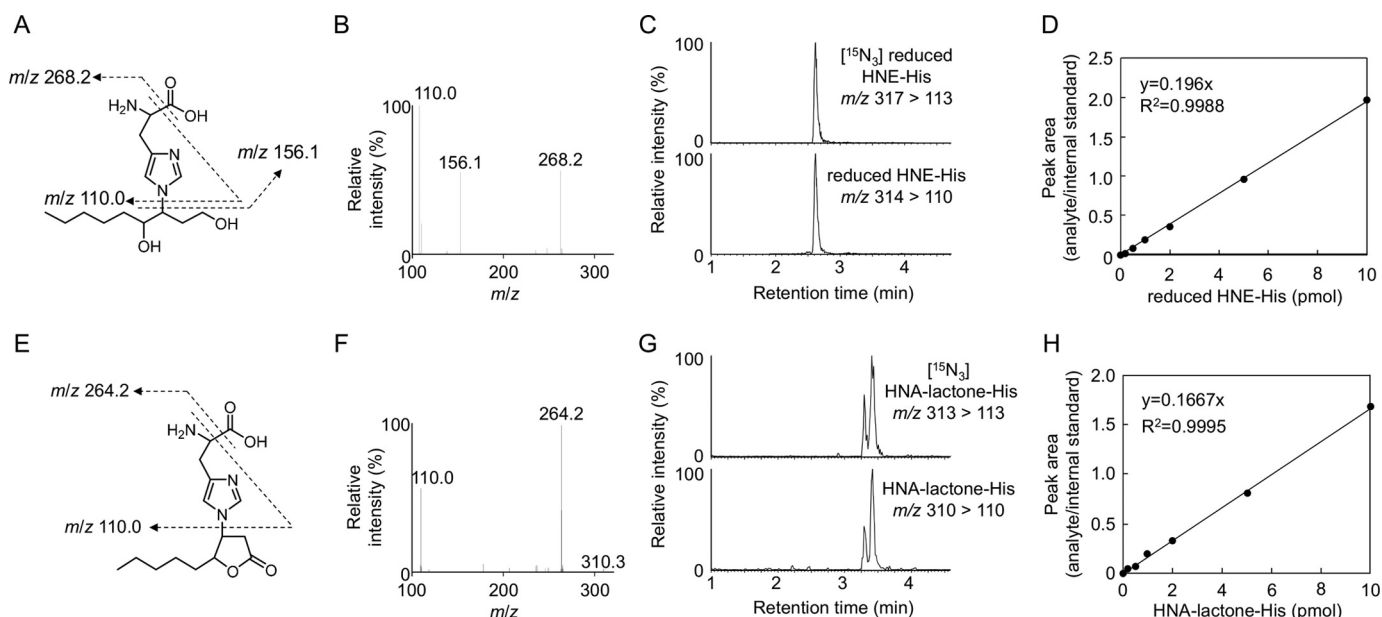 A
m/z 268.2
O
H₂N
OH
N
N
m/z 156.1
m/z 110.0
OH
OH
B
100
110.0
156.1
268.2
0
100
200
300
Relative
intensity (%)
m/z
C
100
[¹⁵N₃] reduced
HNE-His
m/z 317 > 113
0
100
reduced HNE-His
m/z 314 > 110
0
1
2
3
4
Relative intensity (%)
Retention time (min)
D
2.5
2.0
1.5
1.0
0.5
0.0
y=0.196x
R²=0.9988
Peak area
(analyte/internal standard)
0
2
4
6
8
10
reduced HNE-His (pmol)
E
m/z 264.2
O
H₂N
OH
N
N
m/z 110.0
O
O
F
100
110.0
264.2
310.3
0
100
200
300
Relative
intensity (%)
m/z
G
100
[¹⁵N₃]
HNA-lactone-His
m/z 313 > 113
0
100
HNA-lactone-His
m/z 310 > 110
0
1
2
3
4
Relative intensity (%)
Retention time (min)
H
2.0
1.5
1.0
0.5
0.0
y=0.1667x
R²=0.9995
Peak area
(analyte/internal standard)
0
2
4
6
8
10
HNA-lactone-His (pmol)